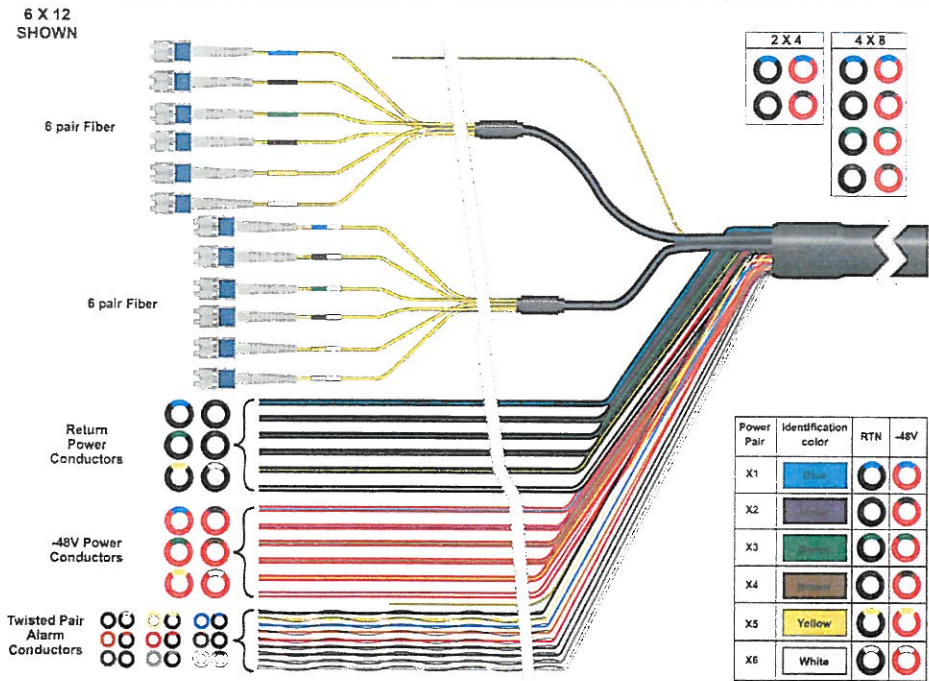 6 X 12
SHOWN
2 X 4
4 X 8
6 pair Fiber
6 pair Fiber
Return
Power
Conductors
-48V Power
Conductors
Twisted Pair
Alarm
Conductors
Power Pair
Identification color
RTN
-48V
X1
Blue
X2
X3
Green
X4
Brown
X5
Yellow
X6
White